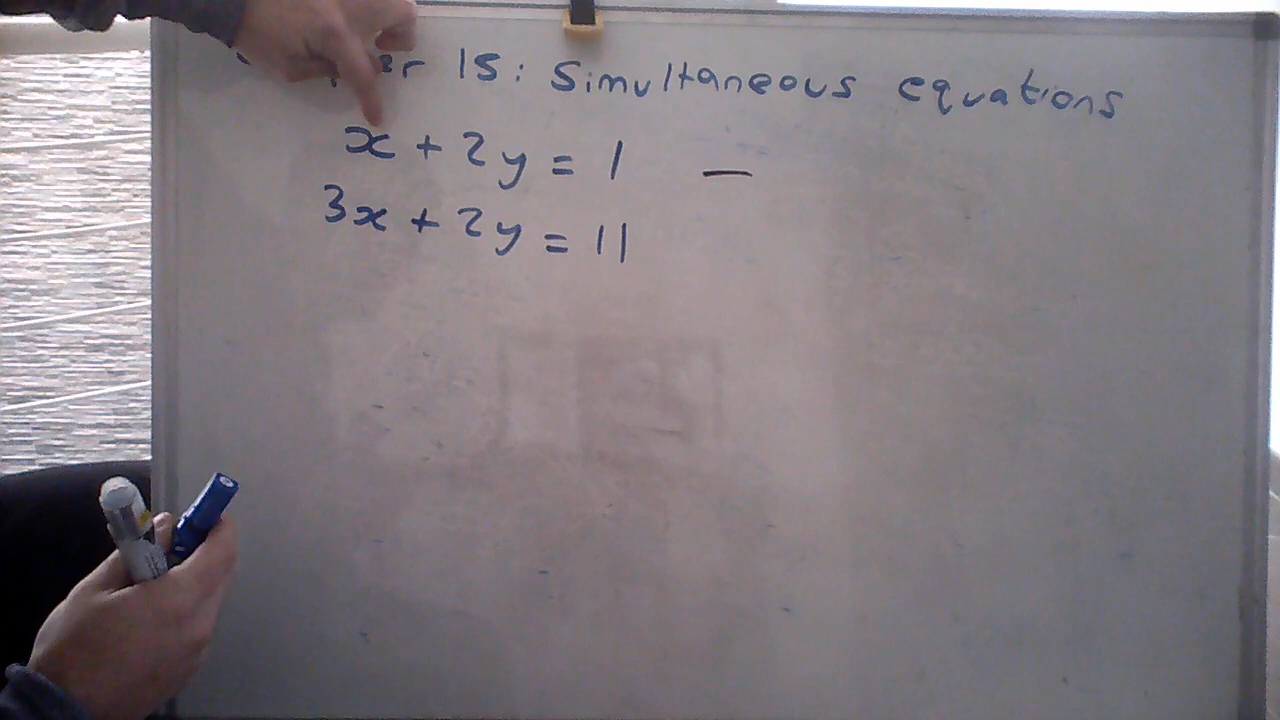 15: Simultaneous equations
x + 2y = 1 —
3x + 2y = 11